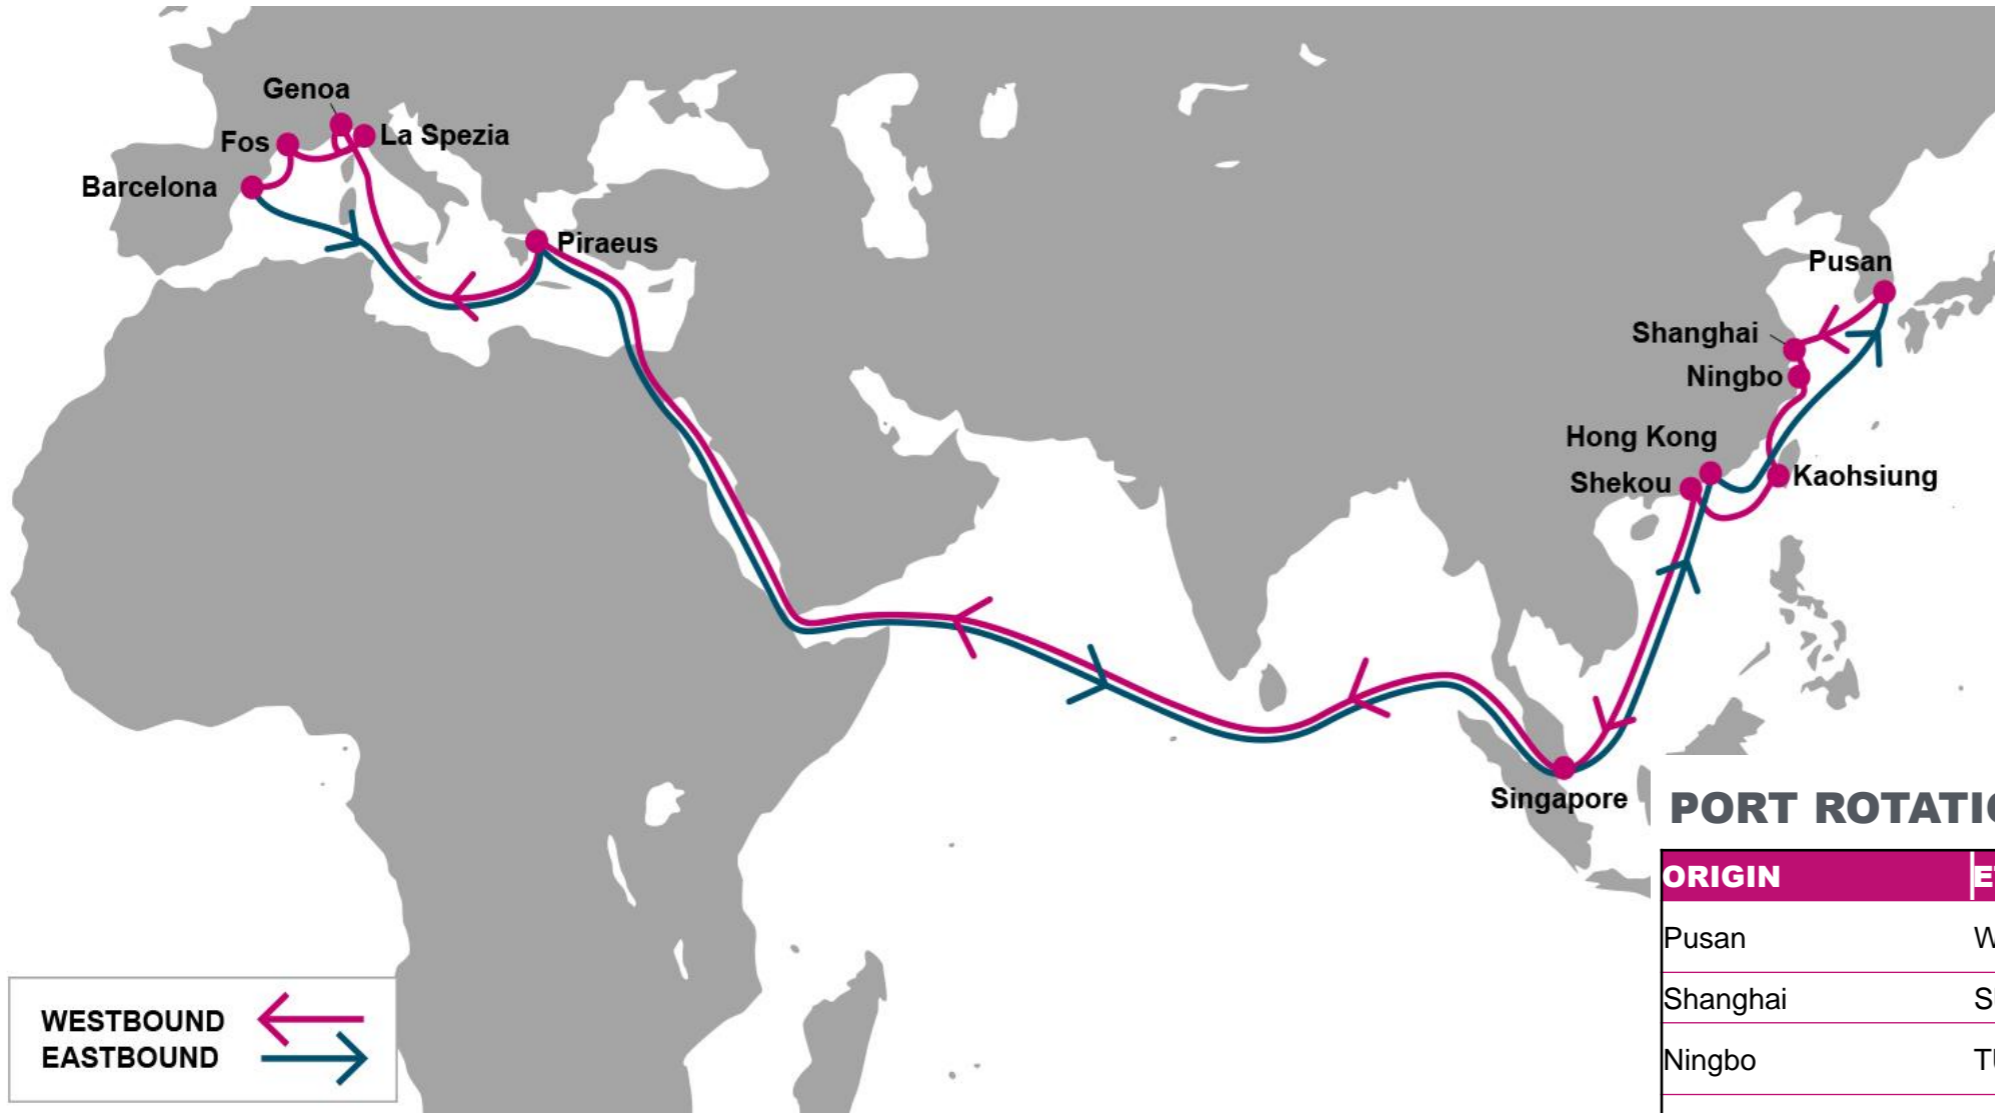 Genoa
Fos
La Spezia
Barcelona
Piraeus
Pusan
Shanghai
Ningbo
Hong Kong
Shekou
Kaohsiung
Singapore
WESTBOUND
EASTBOUND
PORT ROTATIO
ORIGIN
Pusan W
Shanghai
Ningbo